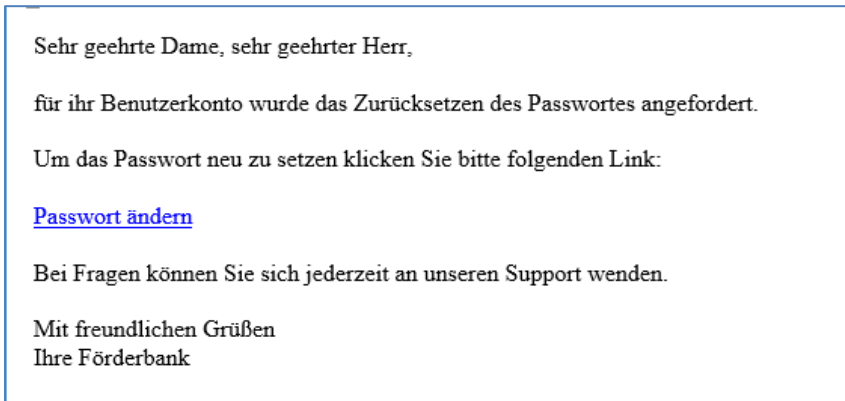 Sehr geehrte Dame, sehr geehrter Herr,
für ihr Benutzerkonto wurde das Zurücksetzen des Passwortes angefordert.
Um das Passwort neu zu setzen klicken Sie bitte folgenden Link:
Passwort ändern
Bei Fragen können Sie sich jederzeit an unseren Support wenden.
Mit freundlichen Grüßen
Ihre Förderbank